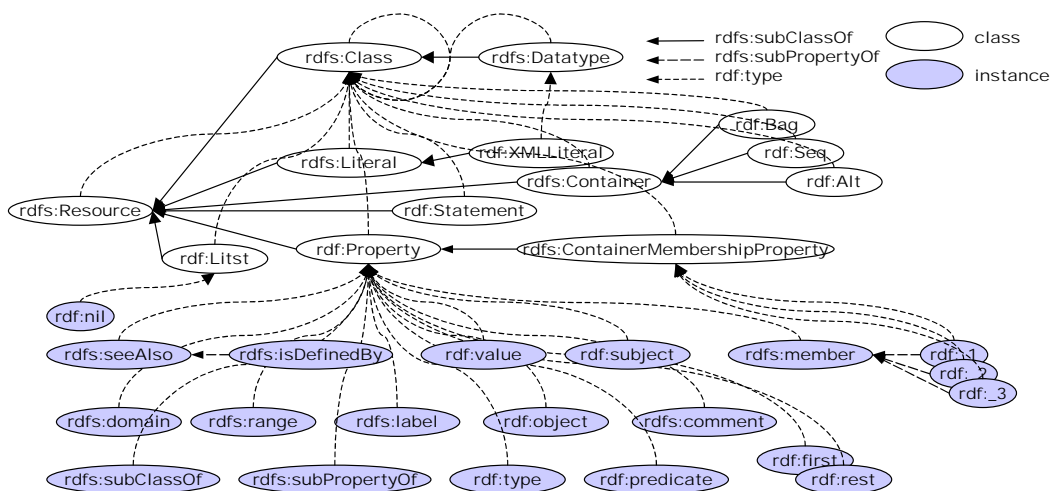 rdfs:Class
rdfs:Datatype
rdfs:subClassOf
rdfs:subPropertyOf
rdf:type
class
instance
rdf:Bag
rdf:Seq
rdf:Alt
rdfs:Literal
rdf:XMLLiteral
rdfs:Container
rdfs:Resource
rdf:Statement
rdf:Litst
rdf:Property
rdfs:ContainerMembershipProperty
rdf:nil
rdfs:seeAlso
rdfs:isDefinedBy
rdf:value
rdf:subject
rdfs:member
rdf:_1
rdf:_2
rdf:_3
rdfs:domain
rdfs:range
rdfs:label
rdf:object
rdfs:comment
rdf:first
rdfs:subClassOf
rdfs:subPropertyOf
rdf:type
rdf:predicate
rdf:rest